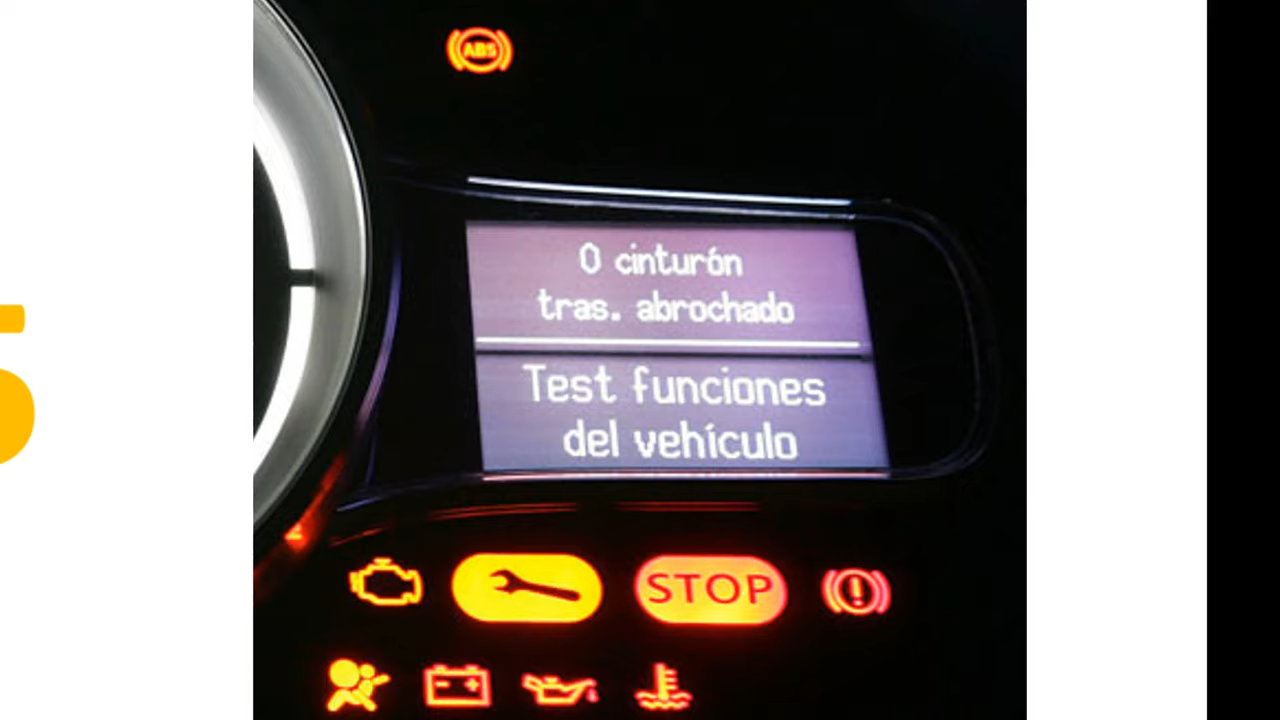 ABS
0 cinturón
tras. abrochado
Test funciones
del vehículo
STOP